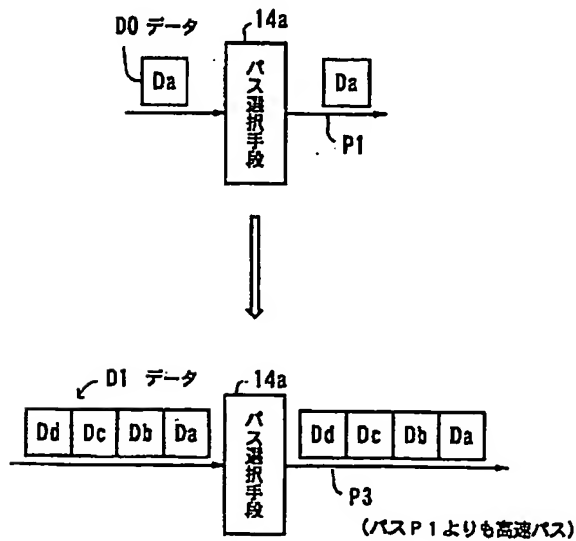 D0 データ
14a
Da
パス選択手段
Da
P1
D1 データ
14a
Dd Dc Db Da
パス選択手段
Dd Dc Db Da
P3
(パスP1よりも高速パス)